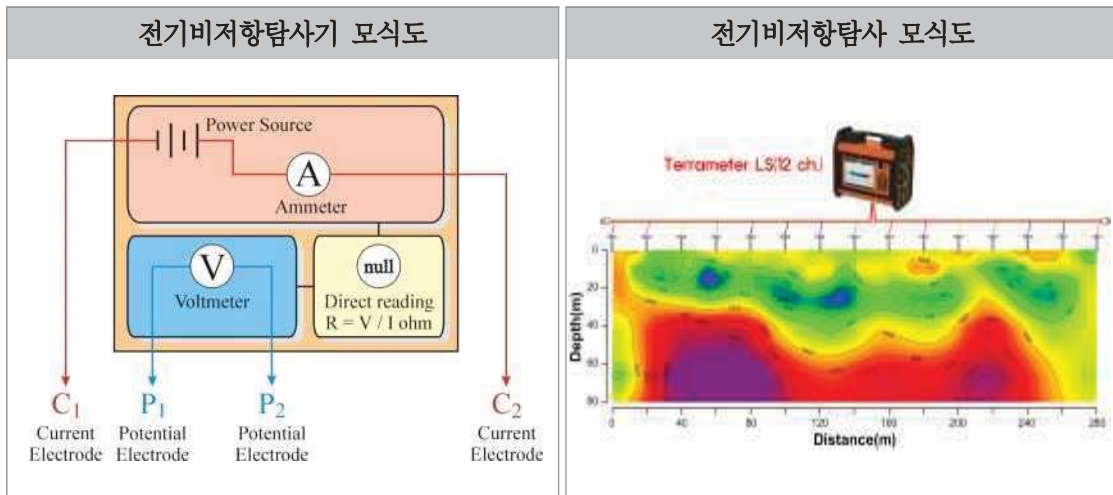 전기비저항탐사기 모식도
Power Source
A
Ammeter
V
Voltmeter
null
Direct reading
R = V / I ohm
C1
Current
Electrode
P1
Potential
Electrode
P2
Potential
Electrode
C2
Current
Electrode
전기비저항탐사 모식도
Terrameter LS(12 ch.)
Depth(m)
0
20
40
60
80
0
40
80
120
160
200
240
280
Distance(m)